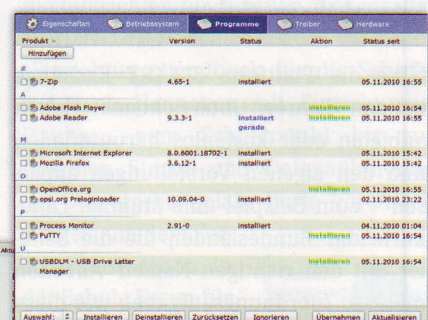 Eigenschaften Betriebssystem Programme Treiber Hardware
Produkt Version Status Aktion Status seit
Hinzufügen
#
7-Zip 4.65-1 installiert 05.11.2010 16:55
A
Adobe Flash Player installieren 05.11.2010 16:54
Adobe Reader 9.3.3-1 installiert gerade installieren 05.11.2010 16:55
M
Microsoft Internet Explorer 8.0.6001.18702-1 installiert 05.11.2010 15:42
Mozilla Firefox 3.6.12-1 installiert 05.11.2010 15:42
O
OpenOffice.org installieren 05.11.2010 16:55
opsi.org Preloginloader 10.09.04-0 installiert 02.11.2010 23:22
P
Process Monitor 2.91-0 installiert 04.11.2010 01:04
PuTTY installieren 05.11.2010 16:54
U
USBDLM - USB Drive Letter Manager installieren 05.11.2010 16:54
Auswahl: Installieren Deinstallieren Zurücksetzen Ignorieren Übernehmen Aktualisieren